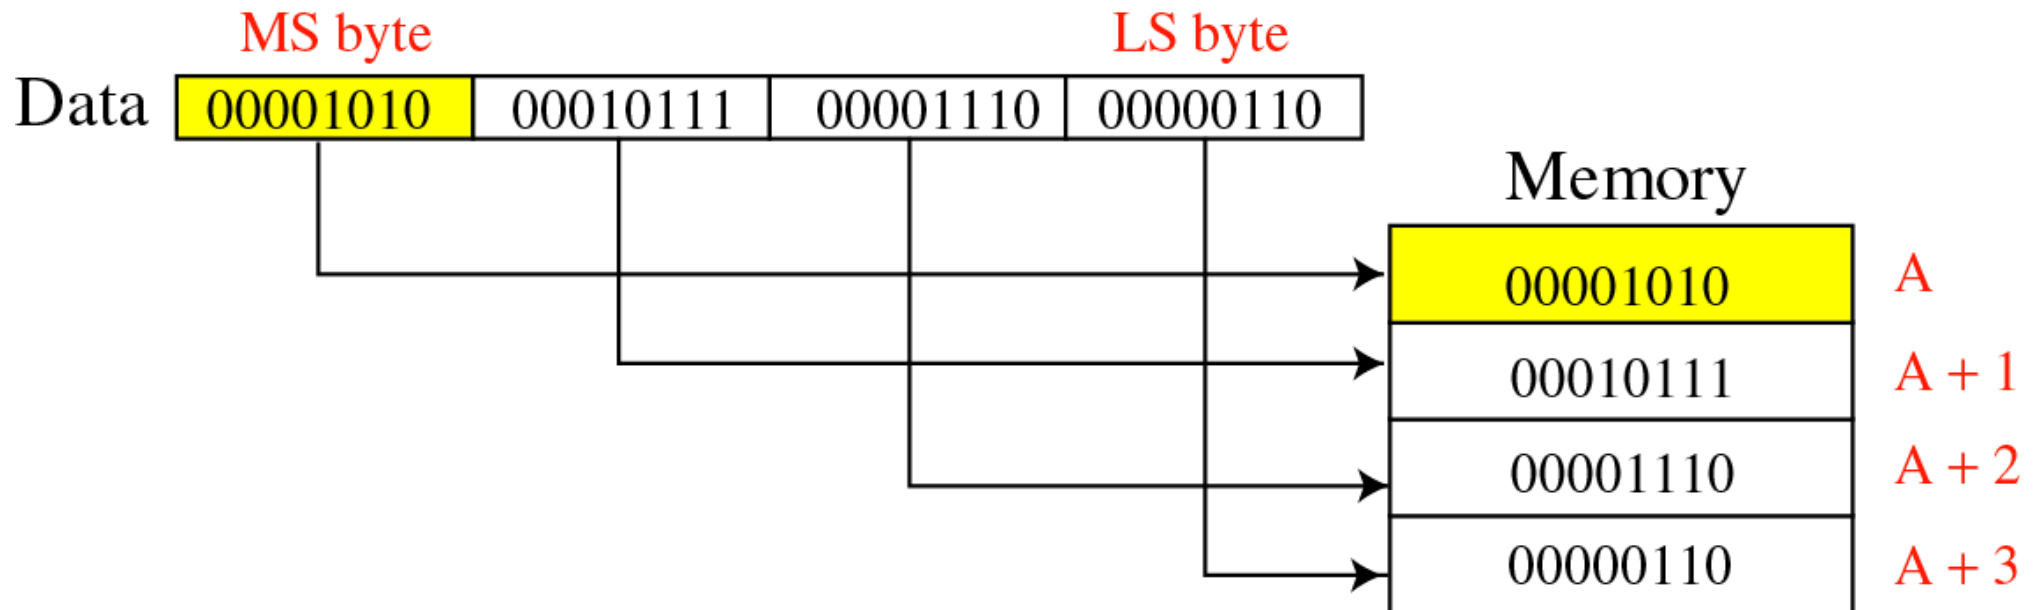 MS byte LS byte
Data 00001010 00010111 00001110 00000110
Memory
00001010 A
00010111 A + 1
00001110 A + 2
00000110 A + 3